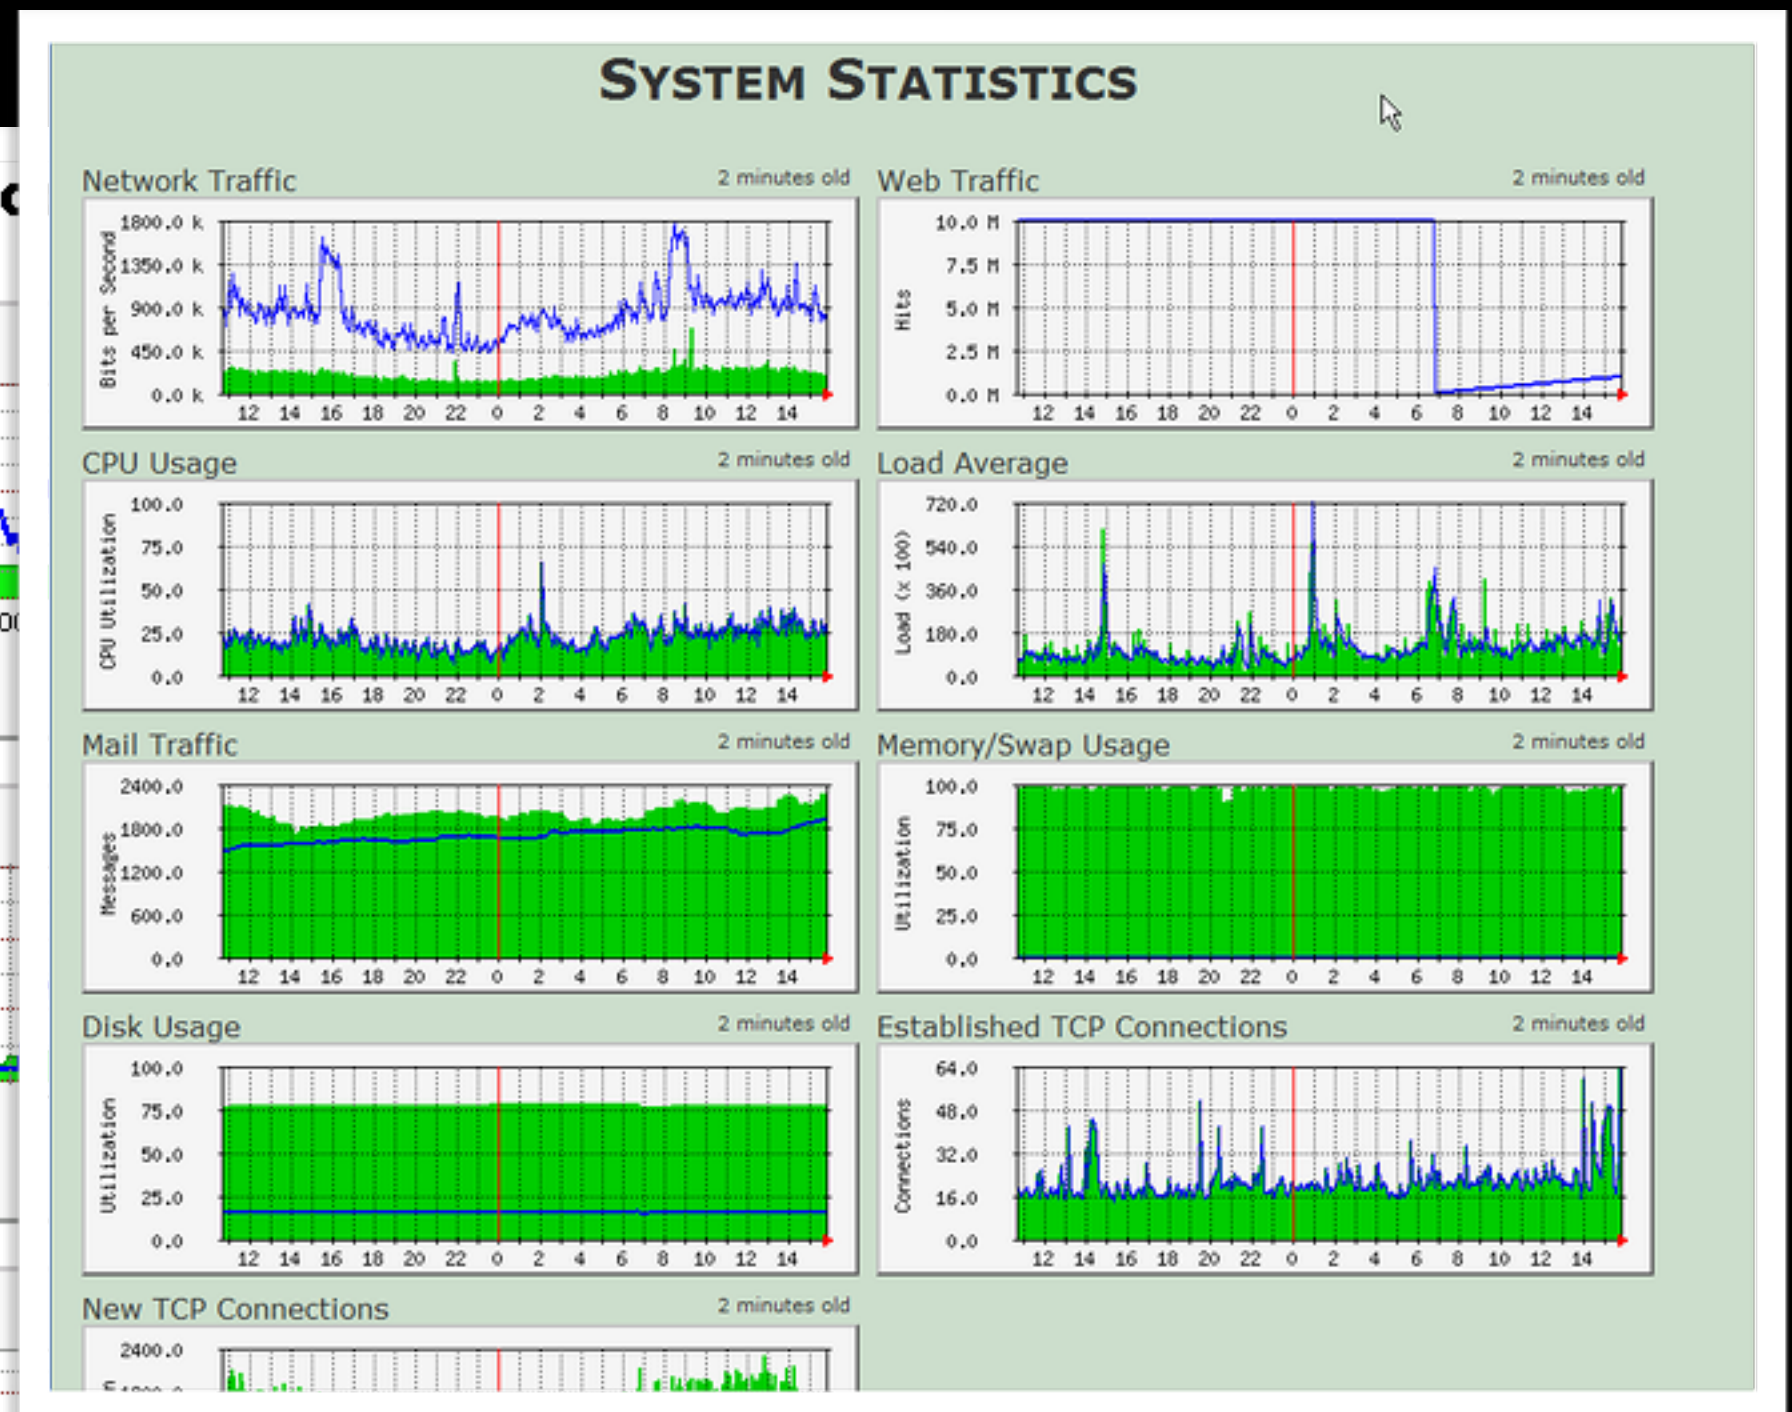 SYSTEM STATISTICS
Network Traffic 2 minutes old
Bits per Second
1800.0 k
1350.0 k
900.0 k
450.0 k
0.0 k
12 14 16 18 20 22 0 2 4 6 8 10 12 14
Web Traffic 2 minutes old
Hits
10.0 M
7.5 M
5.0 M
2.5 M
0.0 M
12 14 16 18 20 22 0 2 4 6 8 10 12 14
CPU Usage 2 minutes old
CPU Utilization
100.0
75.0
50.0
25.0
0.0
12 14 16 18 20 22 0 2 4 6 8 10 12 14
Load Average 2 minutes old
Load (x 100)
720.0
540.0
360.0
180.0
0.0
12 14 16 18 20 22 0 2 4 6 8 10 12 14
Mail Traffic 2 minutes old
Messages
2400.0
1800.0
1200.0
600.0
0.0
12 14 16 18 20 22 0 2 4 6 8 10 12 14
Memory/Swap Usage 2 minutes old
Utilization
100.0
75.0
50.0
25.0
0.0
12 14 16 18 20 22 0 2 4 6 8 10 12 14
Disk Usage 2 minutes old
Utilization
100.0
75.0
50.0
25.0
0.0
12 14 16 18 20 22 0 2 4 6 8 10 12 14
Established TCP Connections 2 minutes old
Connections
64.0
48.0
32.0
16.0
0.0
12 14 16 18 20 22 0 2 4 6 8 10 12 14
New TCP Connections 2 minutes old
2400.0